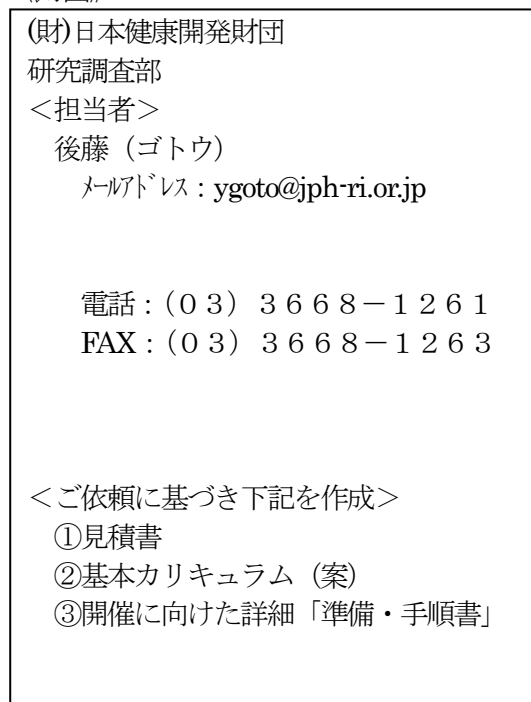 (財)日本健康開発財団
研究調査部
＜担当者＞
後藤（ゴトウ）
ﾒｰﾙｱﾄﾞﾚｽ：ygoto@jph-ri.or.jp
電話：(０３) ３６６８－１２６１
FAX：(０３) ３６６８－１２６３
＜ご依頼に基づき下記を作成＞
①見積書
②基本カリキュラム（案）
③開催に向けた詳細「準備・手順書」